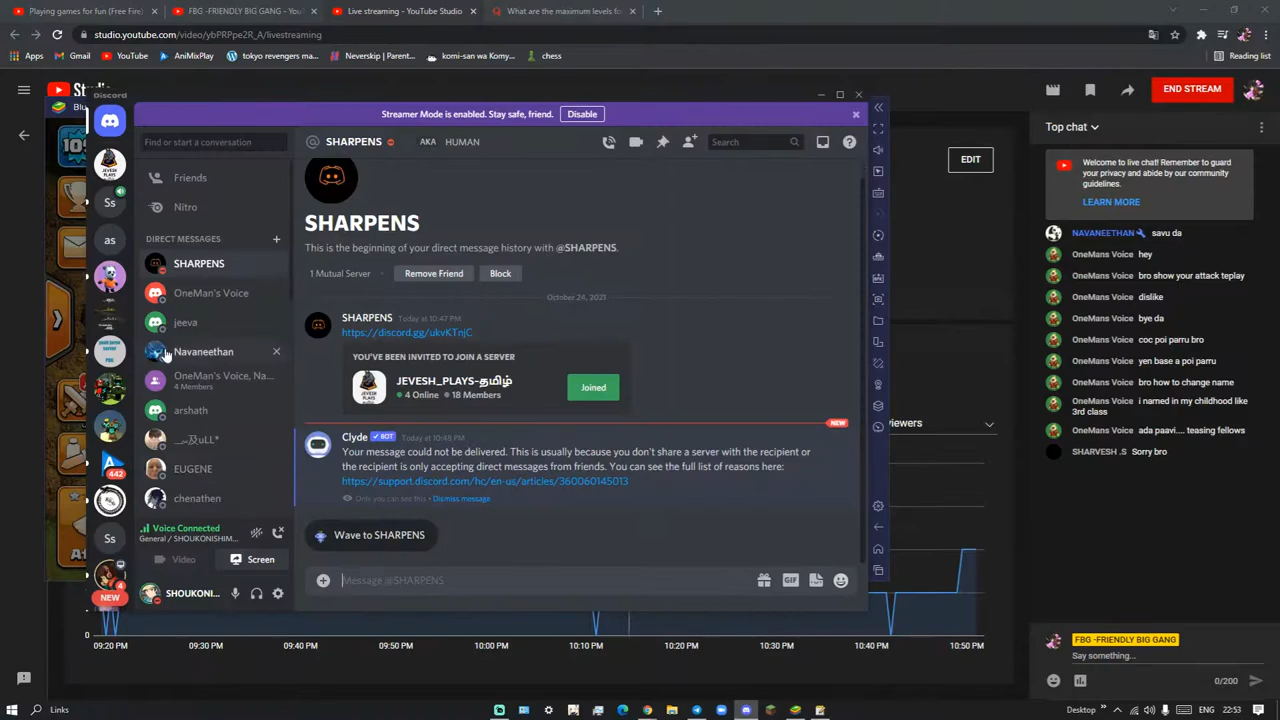 Playing games for fun (Free Fire)
FBG -FRIENDLY BIG GANG - You
Live streaming - YouTube Studio
What are the maximum levels fo
studio.youtube.com/video/ybPRPpe2R_A/livestreaming
Apps
Gmail
YouTube
AniMixPlay
tokyo revengers ma...
Neverskip | Parent...
komi-san wa Komy...
chess
Reading list
Discord
END STREAM
Streamer Mode is enabled. Stay safe, friend.
Disable
Top chat
Find or start a conversation
SHARPENS
AKA
HUMAN
Search
EDIT
Welcome to live chat! Remember to guard
your privacy and abide by our community
guidelines.
LEARN MORE
Friends
Nitro
DIRECT MESSAGES
SHARPENS
OneMan's Voice
jeeva
Navaneethan
OneMan's Voice, Na...
4 Members
arshath
EUGENE
chenathen
Voice Connected
General / SHOUKONISHIM...
Video
Screen
SHOUKONI...
Ss
as
442
Ss
4
NEW
SHARPENS
This is the beginning of your direct message history with @SHARPENS.
1 Mutual Server
Remove Friend
Block
October 24, 2021
SHARPENS Today at 10:47 PM
https://discord.gg/ukvKTnjC
YOU'VE BEEN INVITED TO JOIN A SERVER
JEVESH_PLAYS-தமிழ்
4 Online
18 Members
Joined
NEW
Clyde BOT Today at 10:48 PM
Your message could not be delivered. This is usually because you don't share a server with the recipient or
the recipient is only accepting direct messages from friends. You can see the full list of reasons here:
https://support.discord.com/hc/en-us/articles/360060145013
Only you can see this • Dismiss message
Wave to SHARPENS
Message @SHARPENS
GIF
NAVANEETHAN savu da
OneMans Voice hey
OneMans Voice bro show your attack teplay
OneMans Voice dislike
OneMans Voice bye da
OneMans Voice coc poi parru bro
OneMans Voice yen base a poi parru
OneMans Voice bro how to change name
OneMans Voice i named in my childhood like
3rd class
OneMans Voice ada paavi.... teasing fellows
SHARVESH .S Sorry bro
iewers
0
09:20 PM
09:30 PM
09:40 PM
09:50 PM
10:00 PM
10:10 PM
10:20 PM
10:30 PM
10:40 PM
10:50 PM
FBG -FRIENDLY BIG GANG
Say something...
0/200
Links
Desktop
ENG
22:53